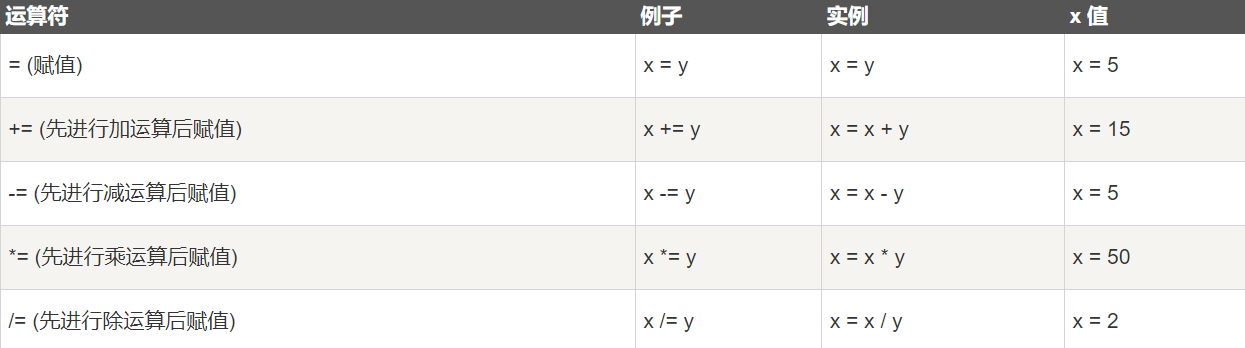 运算符 例子 实例 x 值
= (赋值) x = y x = y x = 5
+= (先进行加运算后赋值) x += y x = x + y x = 15
-= (先进行减运算后赋值) x -= y x = x - y x = 5
*= (先进行乘运算后赋值) x *= y x = x * y x = 50
/= (先进行除运算后赋值) x /= y x = x / y x = 2